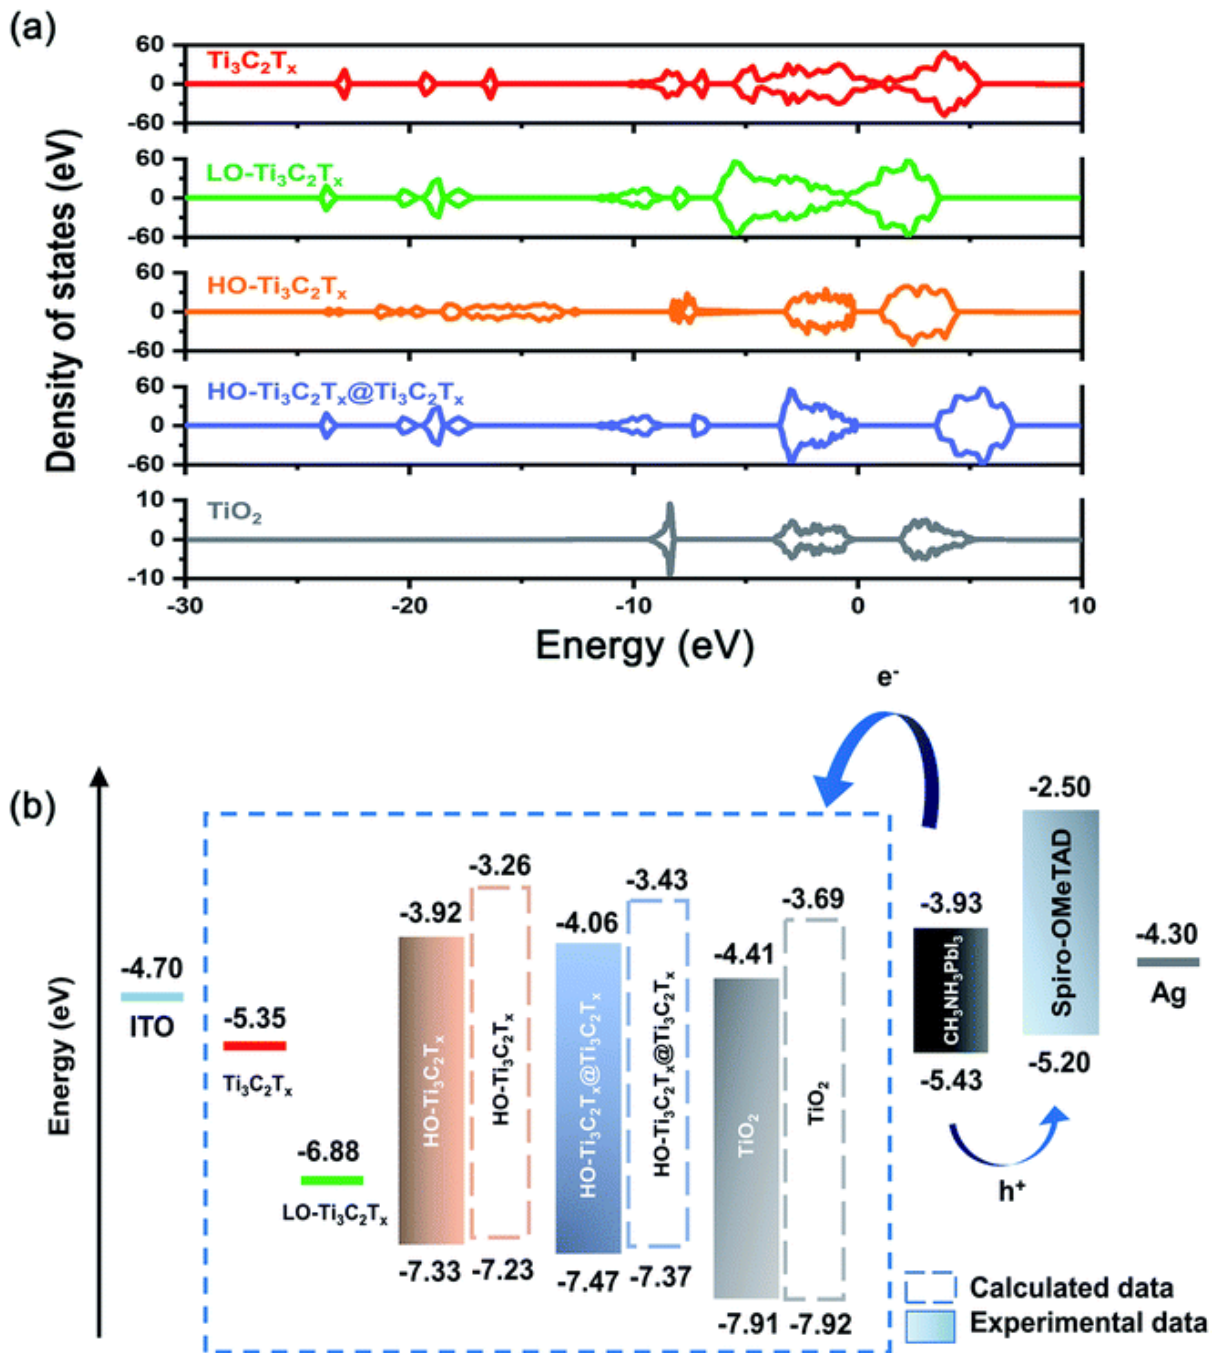 (a)
Density of states (eV)
60
0
-60
Ti₃C₂Tₓ
60
0
-60
LO-Ti₃C₂Tₓ
60
0
-60
HO-Ti₃C₂Tₓ
60
0
-60
HO-Ti₃C₂Tₓ@Ti₃C₂Tₓ
10
0
-10
TiO₂
-30 -20 -10 0 10
Energy (eV)
(b)
Energy (eV)
e⁻
-4.70
ITO
-5.35
Ti₃C₂Tₓ
-6.88
LO-Ti₃C₂Tₓ
-3.92
HO-Ti₃C₂Tₓ
-7.33
-3.26
HO-Ti₃C₂Tₓ
-7.23
-4.06
HO-Ti₃C₂Tₓ@Ti₃C₂Tₓ
-7.47
-3.43
HO-Ti₃C₂Tₓ@Ti₃C₂Tₓ
-7.37
-4.41
TiO₂
-7.91
-3.69
TiO₂
-7.92
-3.93
CH₃NH₃PbI₃
-5.43
-2.50
Spiro-OMeTAD
-5.20
-4.30
Ag
h⁺
Calculated data
Experimental data